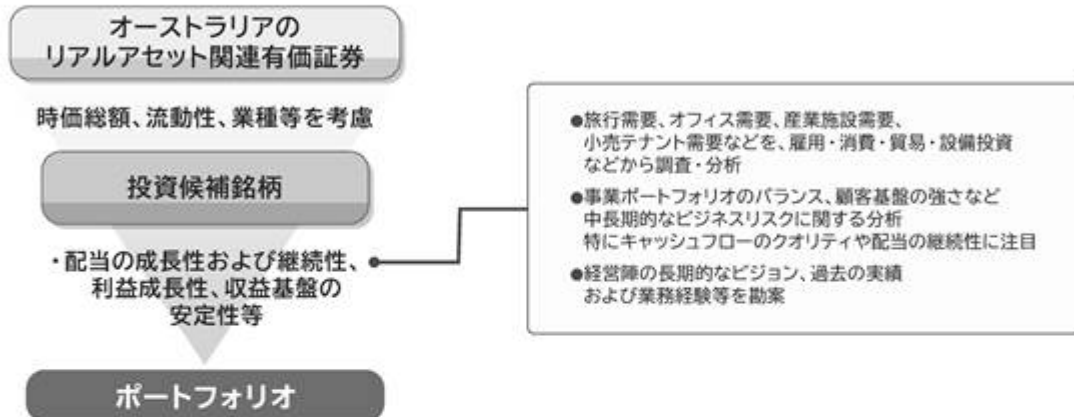 オーストラリアの
リアルアセット関連有価証券
時価総額、流動性、業種等を考慮
投資候補銘柄
・配当の成長性および継続性、
利益成長性、収益基盤の
安定性等
ポートフォリオ
●旅行需要、オフィス需要、産業施設需要、
小売テナント需要などを、雇用・消費・貿易・設備投資
などから調査・分析
●事業ポートフォリオのバランス、顧客基盤の強さなど
中長期的なビジネスリスクに関する分析
特にキャッシュフローのクオリティや配当の継続性に注目
●経営陣の長期的なビジョン、過去の実績
および業務経験等を勘案